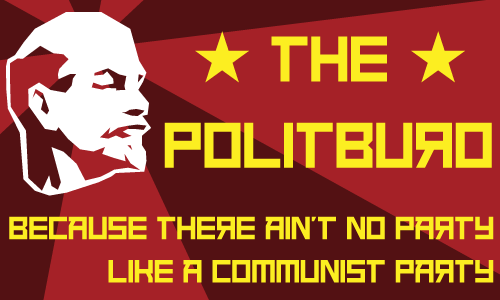 ★ THE ★
POLITBURO
BECAUSE THERE AIN'T NO PARTY
LIKE A COMMUNIST PARTY